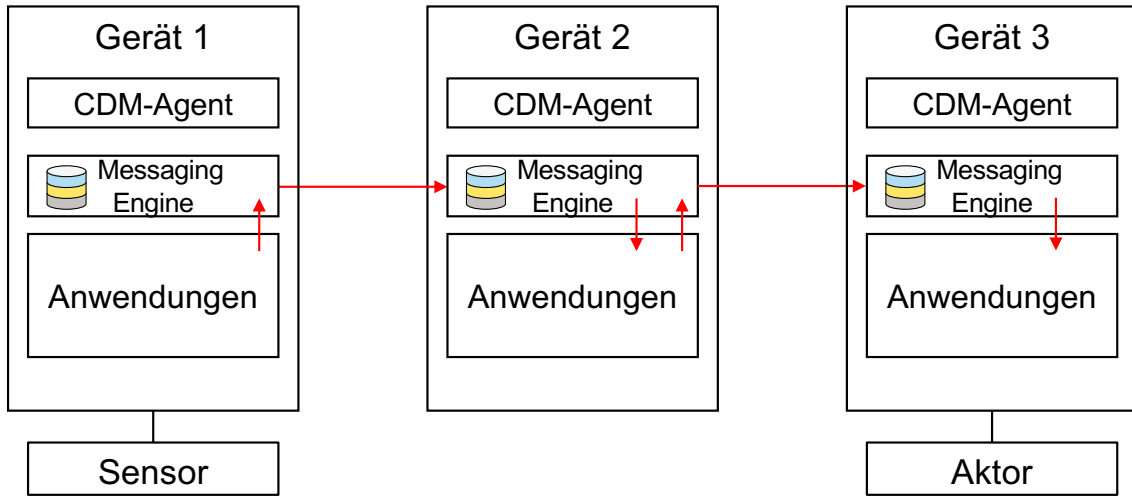 Gerät 1
CDM-Agent
Messaging
Engine
Anwendungen
Sensor
Gerät 2
CDM-Agent
Messaging
Engine
Anwendungen
Gerät 3
CDM-Agent
Messaging
Engine
Anwendungen
Aktor